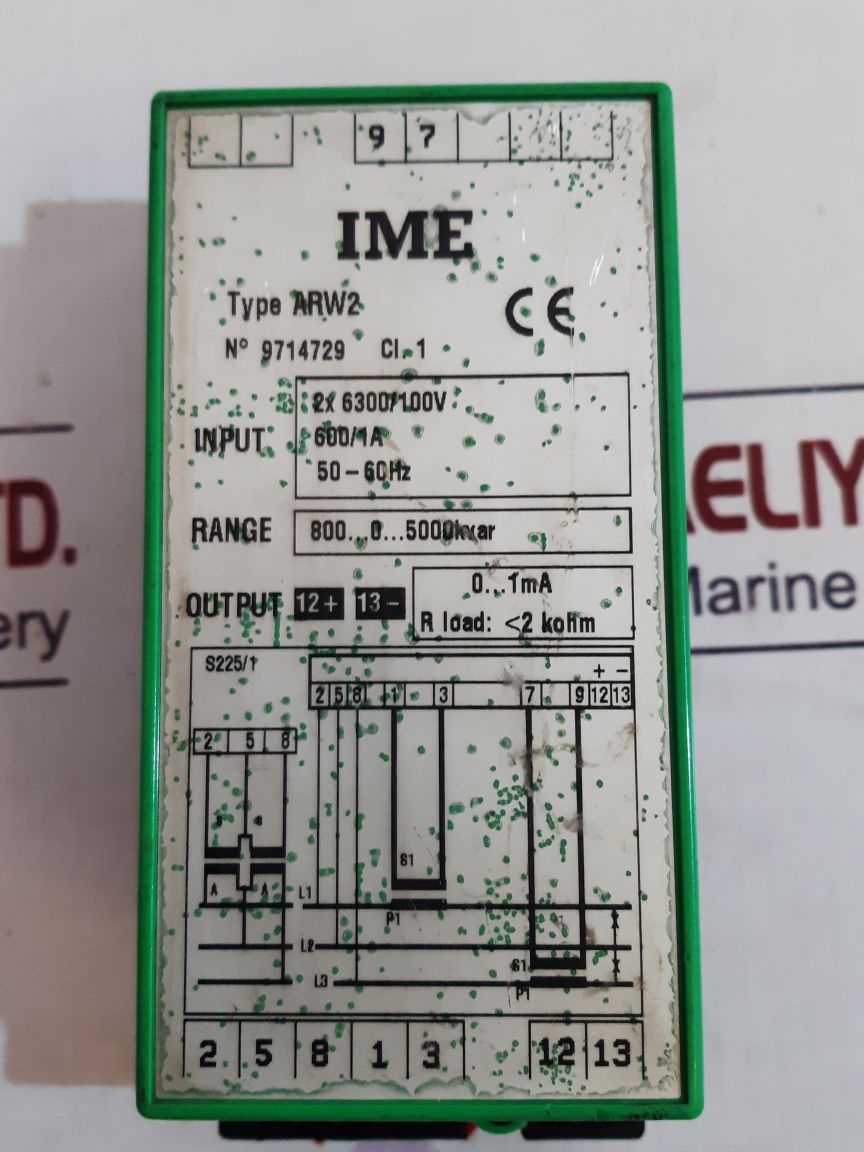 9 7
IME
Type ARW2
CE
N° 9714729 Cl. 1
INPUT
2x 6300/100V
600/1A
50-60Hz
RANGE 800...0...5000kvar
OUTPUT 12+ 13-
0...1mA
R load: <2 kohm
S225/1
+ -
2 5 8 1 3 7 9 12 13
2 5 8
A A
S1
L1
P1
L2
S1
L3
P1
2 5 8 1 3 12 13
TD.
ery
ELIY
Marine